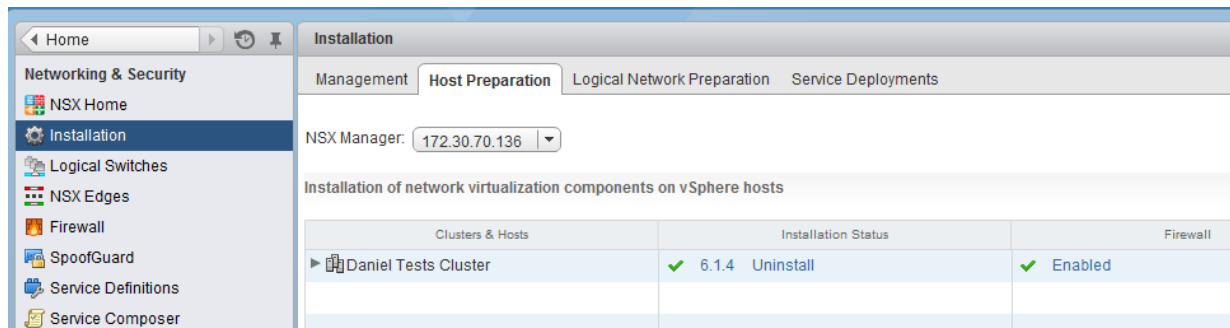 Home
Networking & Security
NSX Home
Installation
Logical Switches
NSX Edges
Firewall
SpoofGuard
Service Definitions
Service Composer
Installation
Management Host Preparation Logical Network Preparation Service Deployments
NSX Manager: 172.30.70.136
Installation of network virtualization components on vSphere hosts
Clusters & Hosts Installation Status Firewall
Daniel Tests Cluster 6.1.4 Uninstall Enabled